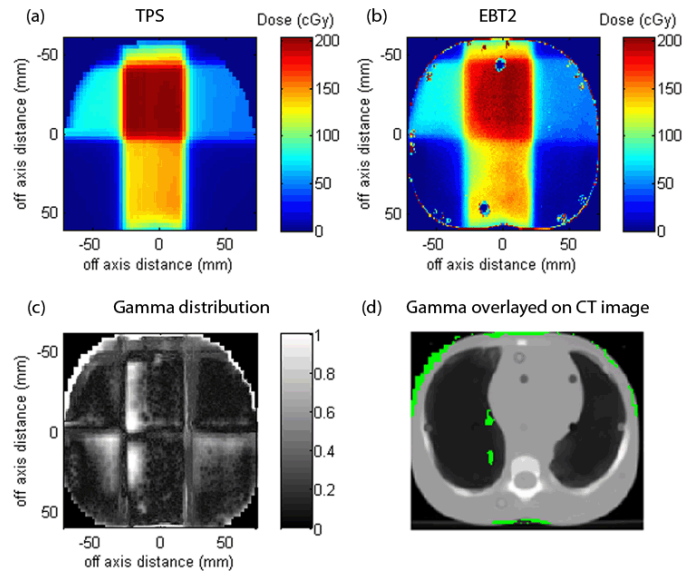 (a) TPS Dose (cGy) (b) EBT2 Dose (cGy)
-50 200 -50 200
150 150
0 100 0 100
50 50
50 0 50 0
off axis distance (mm) off axis distance (mm)
-50 0 50 -50 0 50
off axis distance (mm) off axis distance (mm)
(c) Gamma distribution (d) Gamma overlayed on CT image
-50 1
0.8
0.6
0 0.4
0.2
50 0
off axis distance (mm)
-50 0 50
off axis distance (mm)